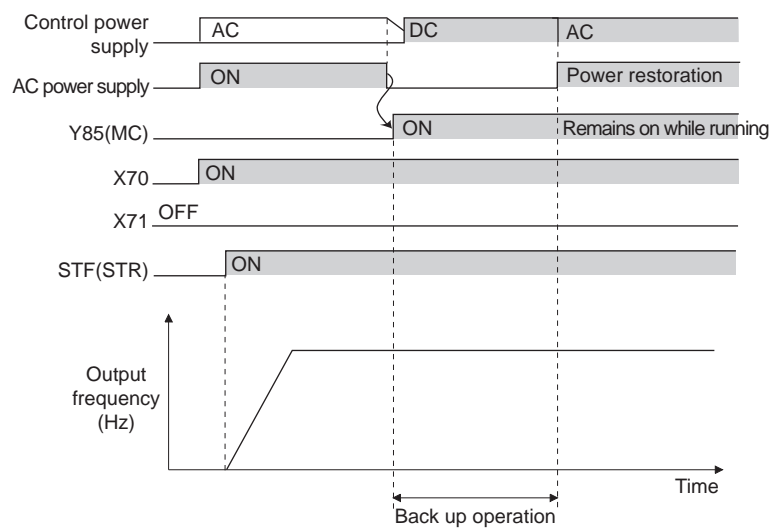 Control power
supply
AC
DC
AC
AC power supply
ON
Power restoration
Y85(MC)
ON
Remains on while running
X70
ON
X71
OFF
STF(STR)
ON
Output
frequency
(Hz)
Time
Back up operation